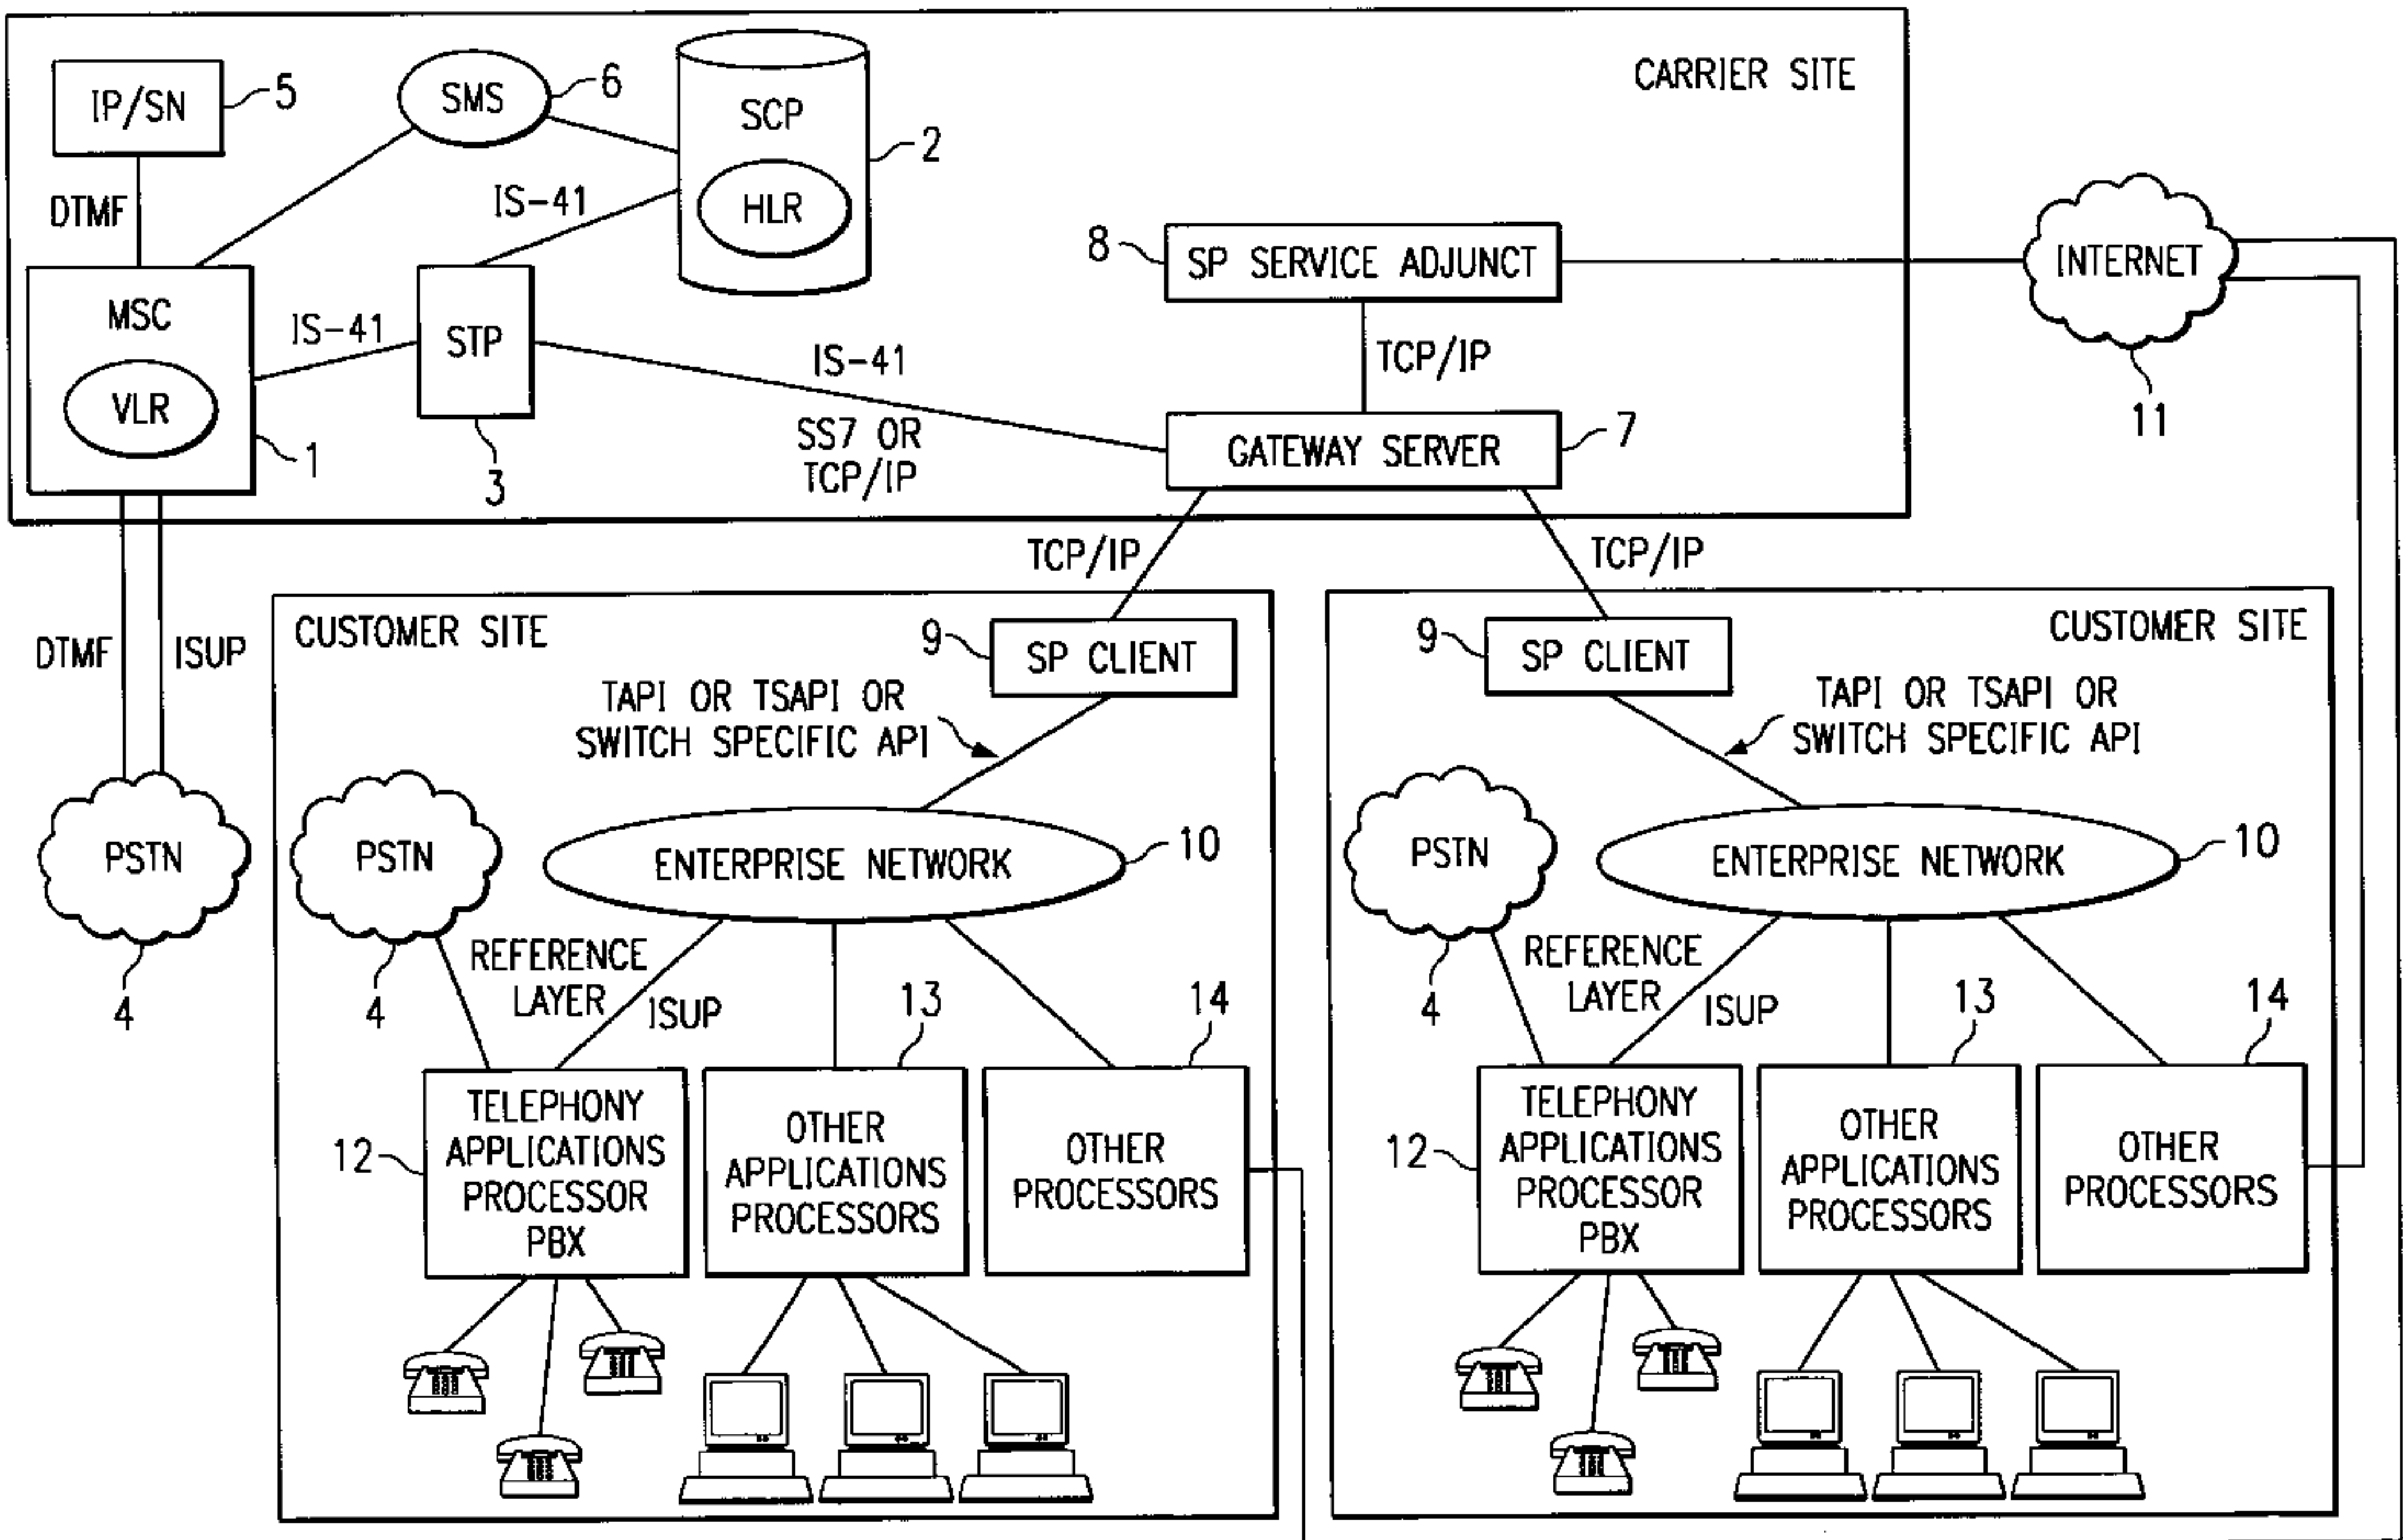 CARRIER SITE
IP/SN
5
SMS
6
SCP
HLR
2
DTMF
IS-41
MSC
VLR
1
IS-41
STP
3
IS-41
SS7 OR
TCP/IP
8
SP SERVICE ADJUNCT
TCP/IP
GATEWAY SERVER
7
INTERNET
11
DTMF
ISUP
PSTN
4
TCP/IP
TCP/IP
CUSTOMER SITE
9
SP CLIENT
TAPI OR TSAPI OR
SWITCH SPECIFIC API
PSTN
4
ENTERPRISE NETWORK
10
REFERENCE
LAYER
ISUP
13
14
12
TELEPHONY
APPLICATIONS
PROCESSOR
PBX
OTHER
APPLICATIONS
PROCESSORS
OTHER
PROCESSORS
CUSTOMER SITE
9
SP CLIENT
TAPI OR TSAPI OR
SWITCH SPECIFIC API
PSTN
4
ENTERPRISE NETWORK
10
REFERENCE
LAYER
ISUP
13
14
12
TELEPHONY
APPLICATIONS
PROCESSOR
PBX
OTHER
APPLICATIONS
PROCESSORS
OTHER
PROCESSORS